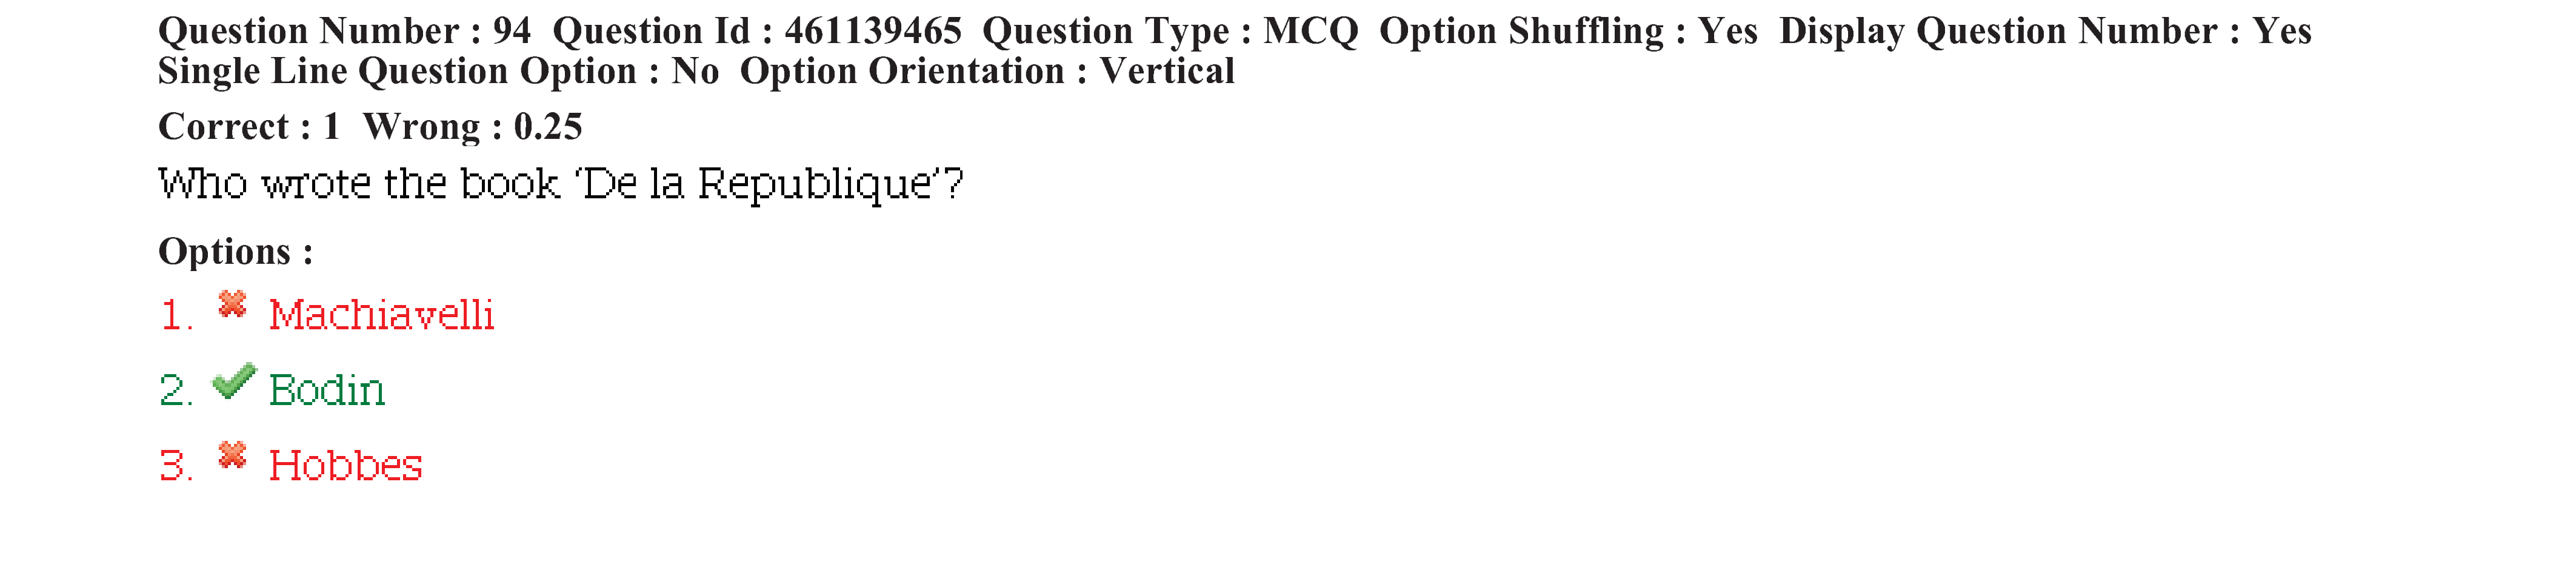 Question Number : 94 Question Id : 461139465 Question Type : MCQ Option Shuffling : Yes Display Question Number : Yes
Single Line Question Option : No Option Orientation : Vertical
Correct : 1 Wrong : 0.25
Who wrote the book ‘De la Republique’?
Options :
1. Machiavelli
2. Bodin
3. Hobbes